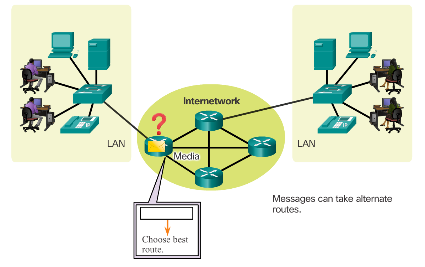 Internetwork
?
LAN
Media
LAN
Messages can take alternate
routes.
Choose best
route.